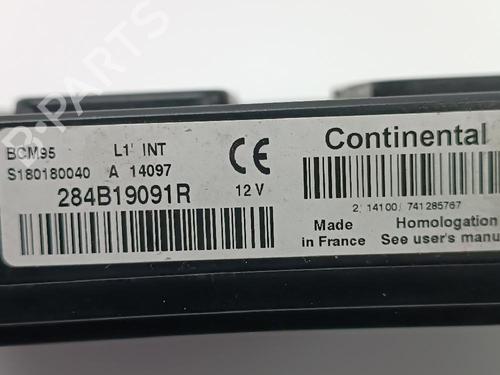 BCM95 L1' INT
S180180040 A 14097
284B19091R
CE
12 V
Continental
2/ 14100/ 741285767
Made
in France
Homologation
See user's manu
PARTS